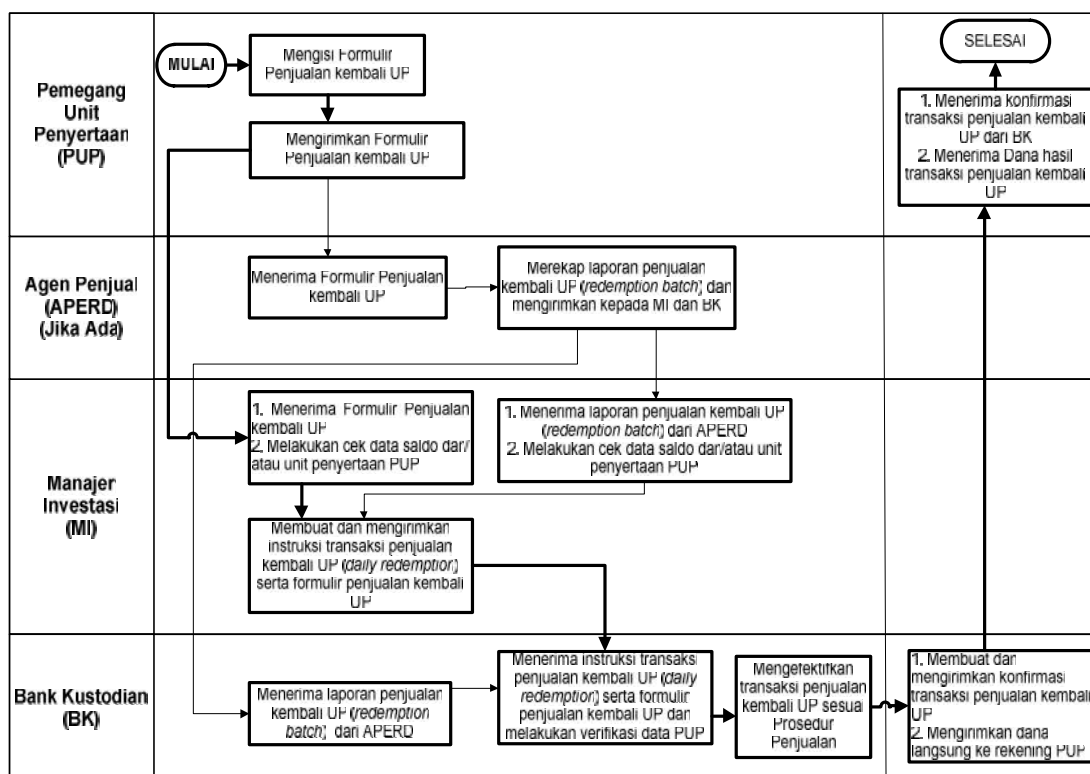 Pemegang
Unit
Penyertaan
(PUP)
MULAI
Mengisi Formulir
Penjualan kembali UP
Mengirimkan Formulir
Penjualan kembali UP
SELESAI
1. Menerima konfirmasi
transaksi penjualan kembali
UP dari BK
2. Menerima Dana hasil
transaksi penjualan kembali
UP
Agen Penjual
(APERD)
(Jika Ada)
Menerima Formulir Penjualan
kembali UP
Merekap laporan penjualan
kembali UP (redemption batch) dan
mengirimkan kepada MI dan BK
Manajer
Investasi
(MI)
1. Menerima Formulir Penjualan
kembali UP
2. Melakukan cek data saldo dan/
atau unit penyertaan PUP
1. Menerima laporan penjualan kembali UP
(redemption batch) dari APERD
2. Melakukan cek data saldo dan/atau unit
penyertaan PUP
Membuat dan mengirimkan
instruksi transaksi penjualan
kembali UP (daily redemption)
serta formulir penjualan kembali
UP
Bank Kustodian
(BK)
Menerima laporan penjualan
kembali UP (redemption
batch) dari APERD
Menerima instruksi transaksi
penjualan kembali UP (daily
redemption) serta formulir
penjualan kembali UP dan
melakukan verifikasi data PUP
Mengefektifkan
transaksi penjualan
kembali UP sesuai
Prosedur
Penjualan
1. Membuat dan
mengirimkan konfirmasi
transaksi penjualan kembali
UP
2. Mengirimkan dana
langsung ke rekening PUP